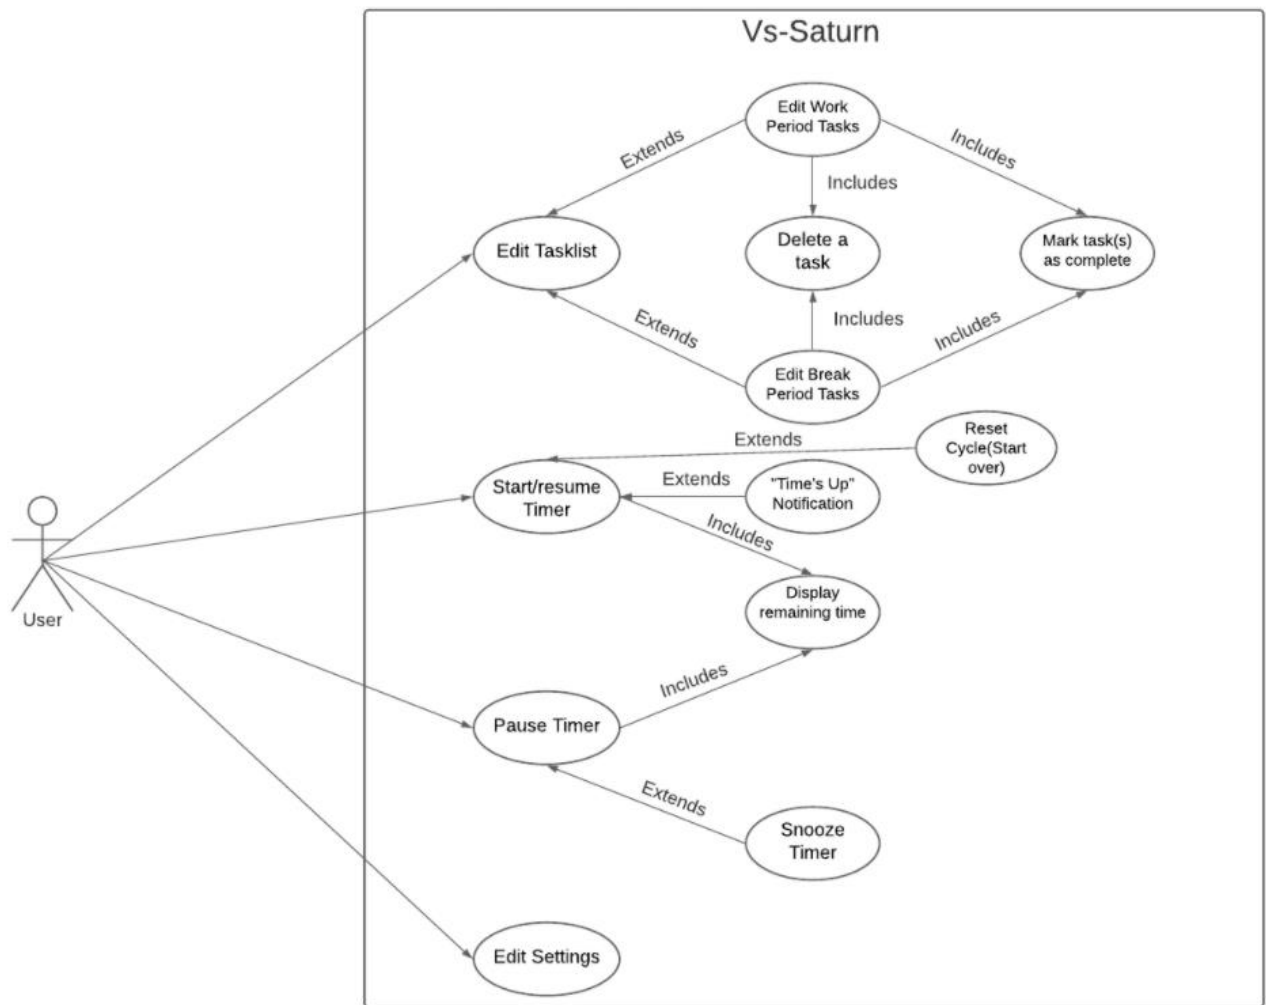 Vs-Saturn
Edit Work
Period Tasks
Extends
Includes
Includes
Edit Tasklist
Delete a
task
Mark task(s)
as complete
Extends
Includes
Includes
Edit Break
Period Tasks
Reset
Cycle(Start
over)
Extends
Start/resume
Timer
Extends
"Time's Up"
Notification
Includes
Display
remaining time
User
Includes
Pause Timer
Extends
Snooze
Timer
Edit Settings